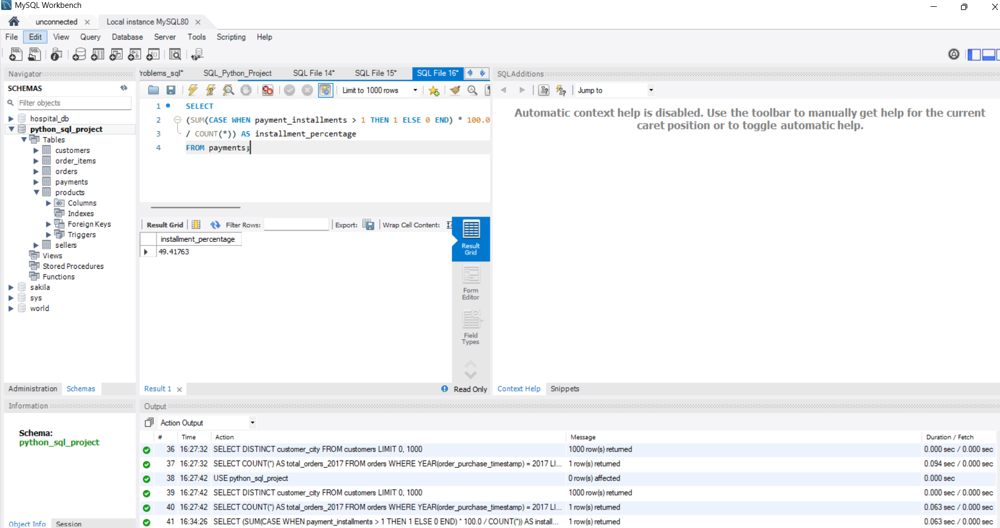 MySQL Workbench
unconnected
Local instance MySQL80
File Edit View Query Database Server Tools Scripting Help
Navigator
SCHEMAS
Filter objects
hospital_db
python_sql_project
Tables
customers
order_items
orders
payments
products
Columns
Indexes
Foreign Keys
Triggers
sellers
Views
Stored Procedures
Functions
sakila
sys
world
Administration Schemas
Information
Schema:
python_sql_project
Object Info Session
roblems_sql* SQL_Python_Project SQL File 14* SQL File 15* SQL File 16*
Limit to 1000 rows
1 SELECT
2 (SUM(CASE WHEN payment_installments > 1 THEN 1 ELSE 0 END) * 100.0
3 / COUNT(*)) AS installment_percentage
4 FROM payments;
Result Grid Filter Rows: Export: Wrap Cell Content:
installment_percentage
49.41763
Result
Grid
Form
Editor
Field
Types
Result 1
Read Only
SQLAdditions
Jump to
Automatic context help is disabled. Use the toolbar to manually get help for the current
caret position or to toggle automatic help.
Context Help Snippets
Output
Action Output
# Time Action Message Duration / Fetch
36 16:27:32 SELECT DISTINCT customer_city FROM customers LIMIT 0, 1000 1000 row(s) returned 0.000 sec / 0.000 sec
37 16:27:32 SELECT COUNT(*) AS total_orders_2017 FROM orders WHERE YEAR(order_purchase_timestamp) = 2017 LI... 1 row(s) returned 0.094 sec / 0.000 sec
38 16:27:42 USE python_sql_project 0 row(s) affected 0.000 sec
39 16:27:42 SELECT DISTINCT customer_city FROM customers LIMIT 0, 1000 1000 row(s) returned 0.000 sec / 0.000 sec
40 16:27:42 SELECT COUNT(*) AS total_orders_2017 FROM orders WHERE YEAR(order_purchase_timestamp) = 2017 LI... 1 row(s) returned 0.063 sec / 0.000 sec
41 16:34:26 SELECT (SUM(CASE WHEN payment_installments > 1 THEN 1 ELSE 0 END) * 100.0 / COUNT(*)) AS install... 1 row(s) returned 0.063 sec / 0.000 sec